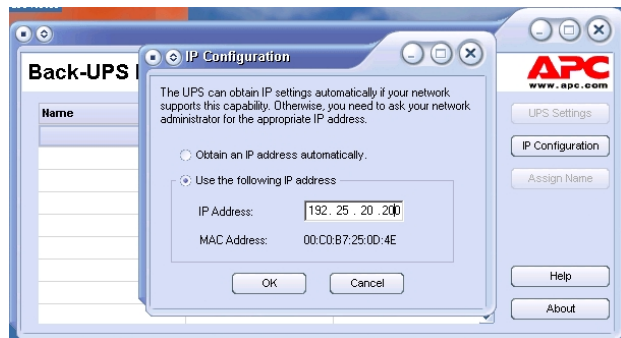 IP Configuration
Back-UPS
APC
www.apc.com
The UPS can obtain IP settings automatically if your network
supports this capability. Otherwise, you need to ask your network
administrator for the appropriate IP address.
Name
UPS Settings
IP Configuration
Assign Name
Obtain an IP address automatically.
Use the following IP address
IP Address: 192. 25 . 20 .200
MAC Address: 00:C0:B7:25:0D:4E
OK
Cancel
Help
About